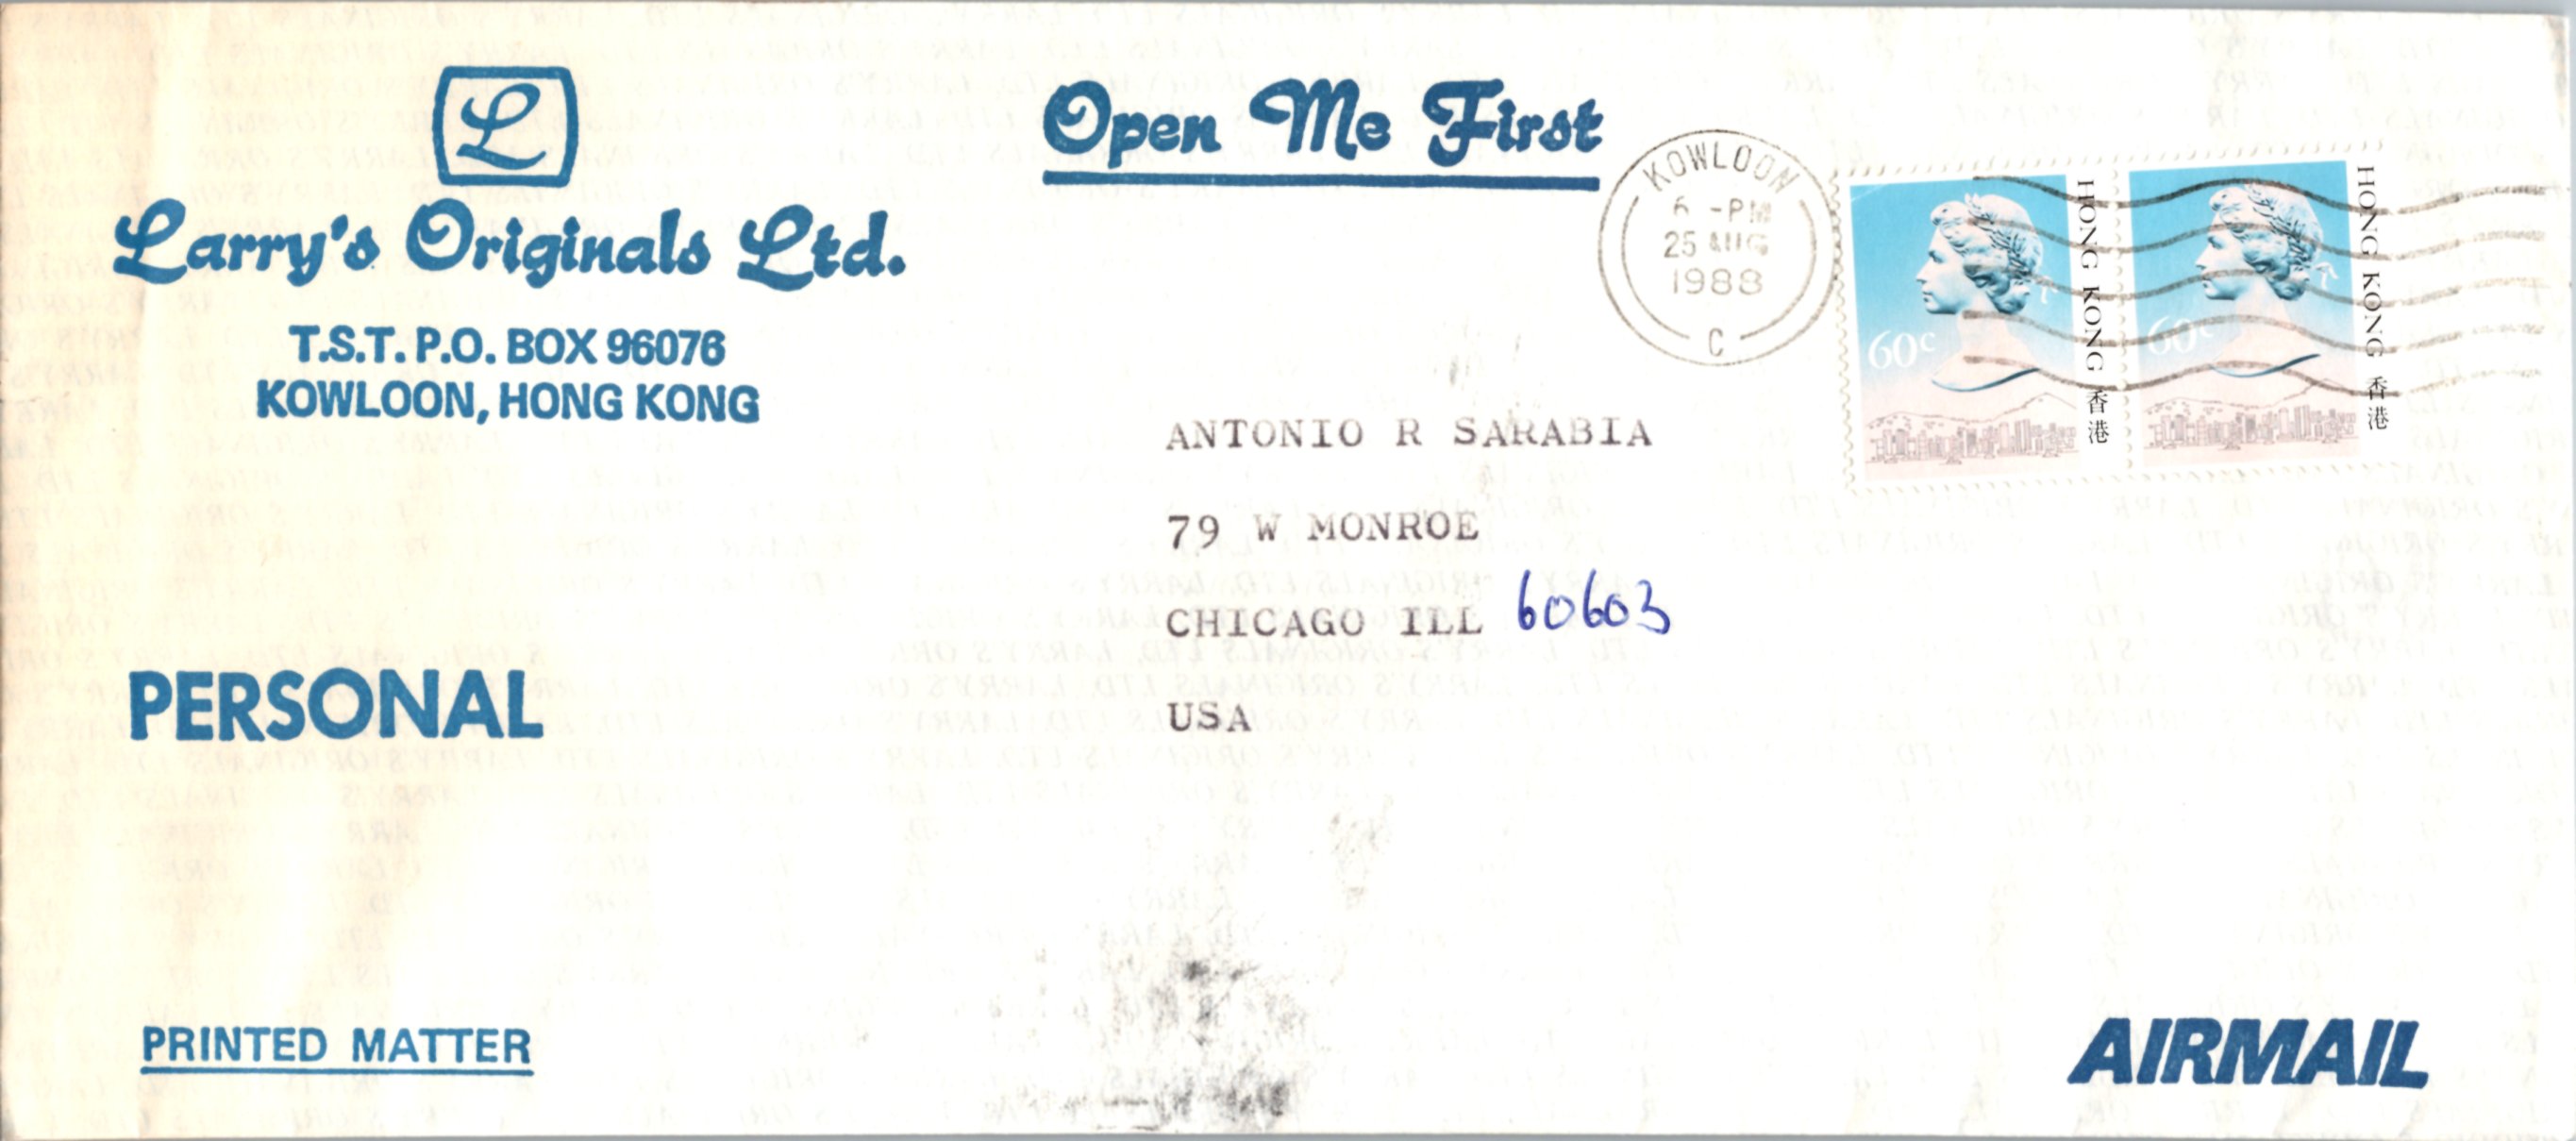 L
Larry's Originals Ltd.
T.S.T. P.O. BOX 96076
KOWLOON, HONG KONG
Open Me First
KOWLOON
6 -PM
25 AUG
1988
C
60c
HONG KONG 香港
60c
HONG KONG 香港
ANTONIO R SARABIA
79 W MONROE
CHICAGO ILL 60603
USA
PERSONAL
PRINTED MATTER
AIRMAIL